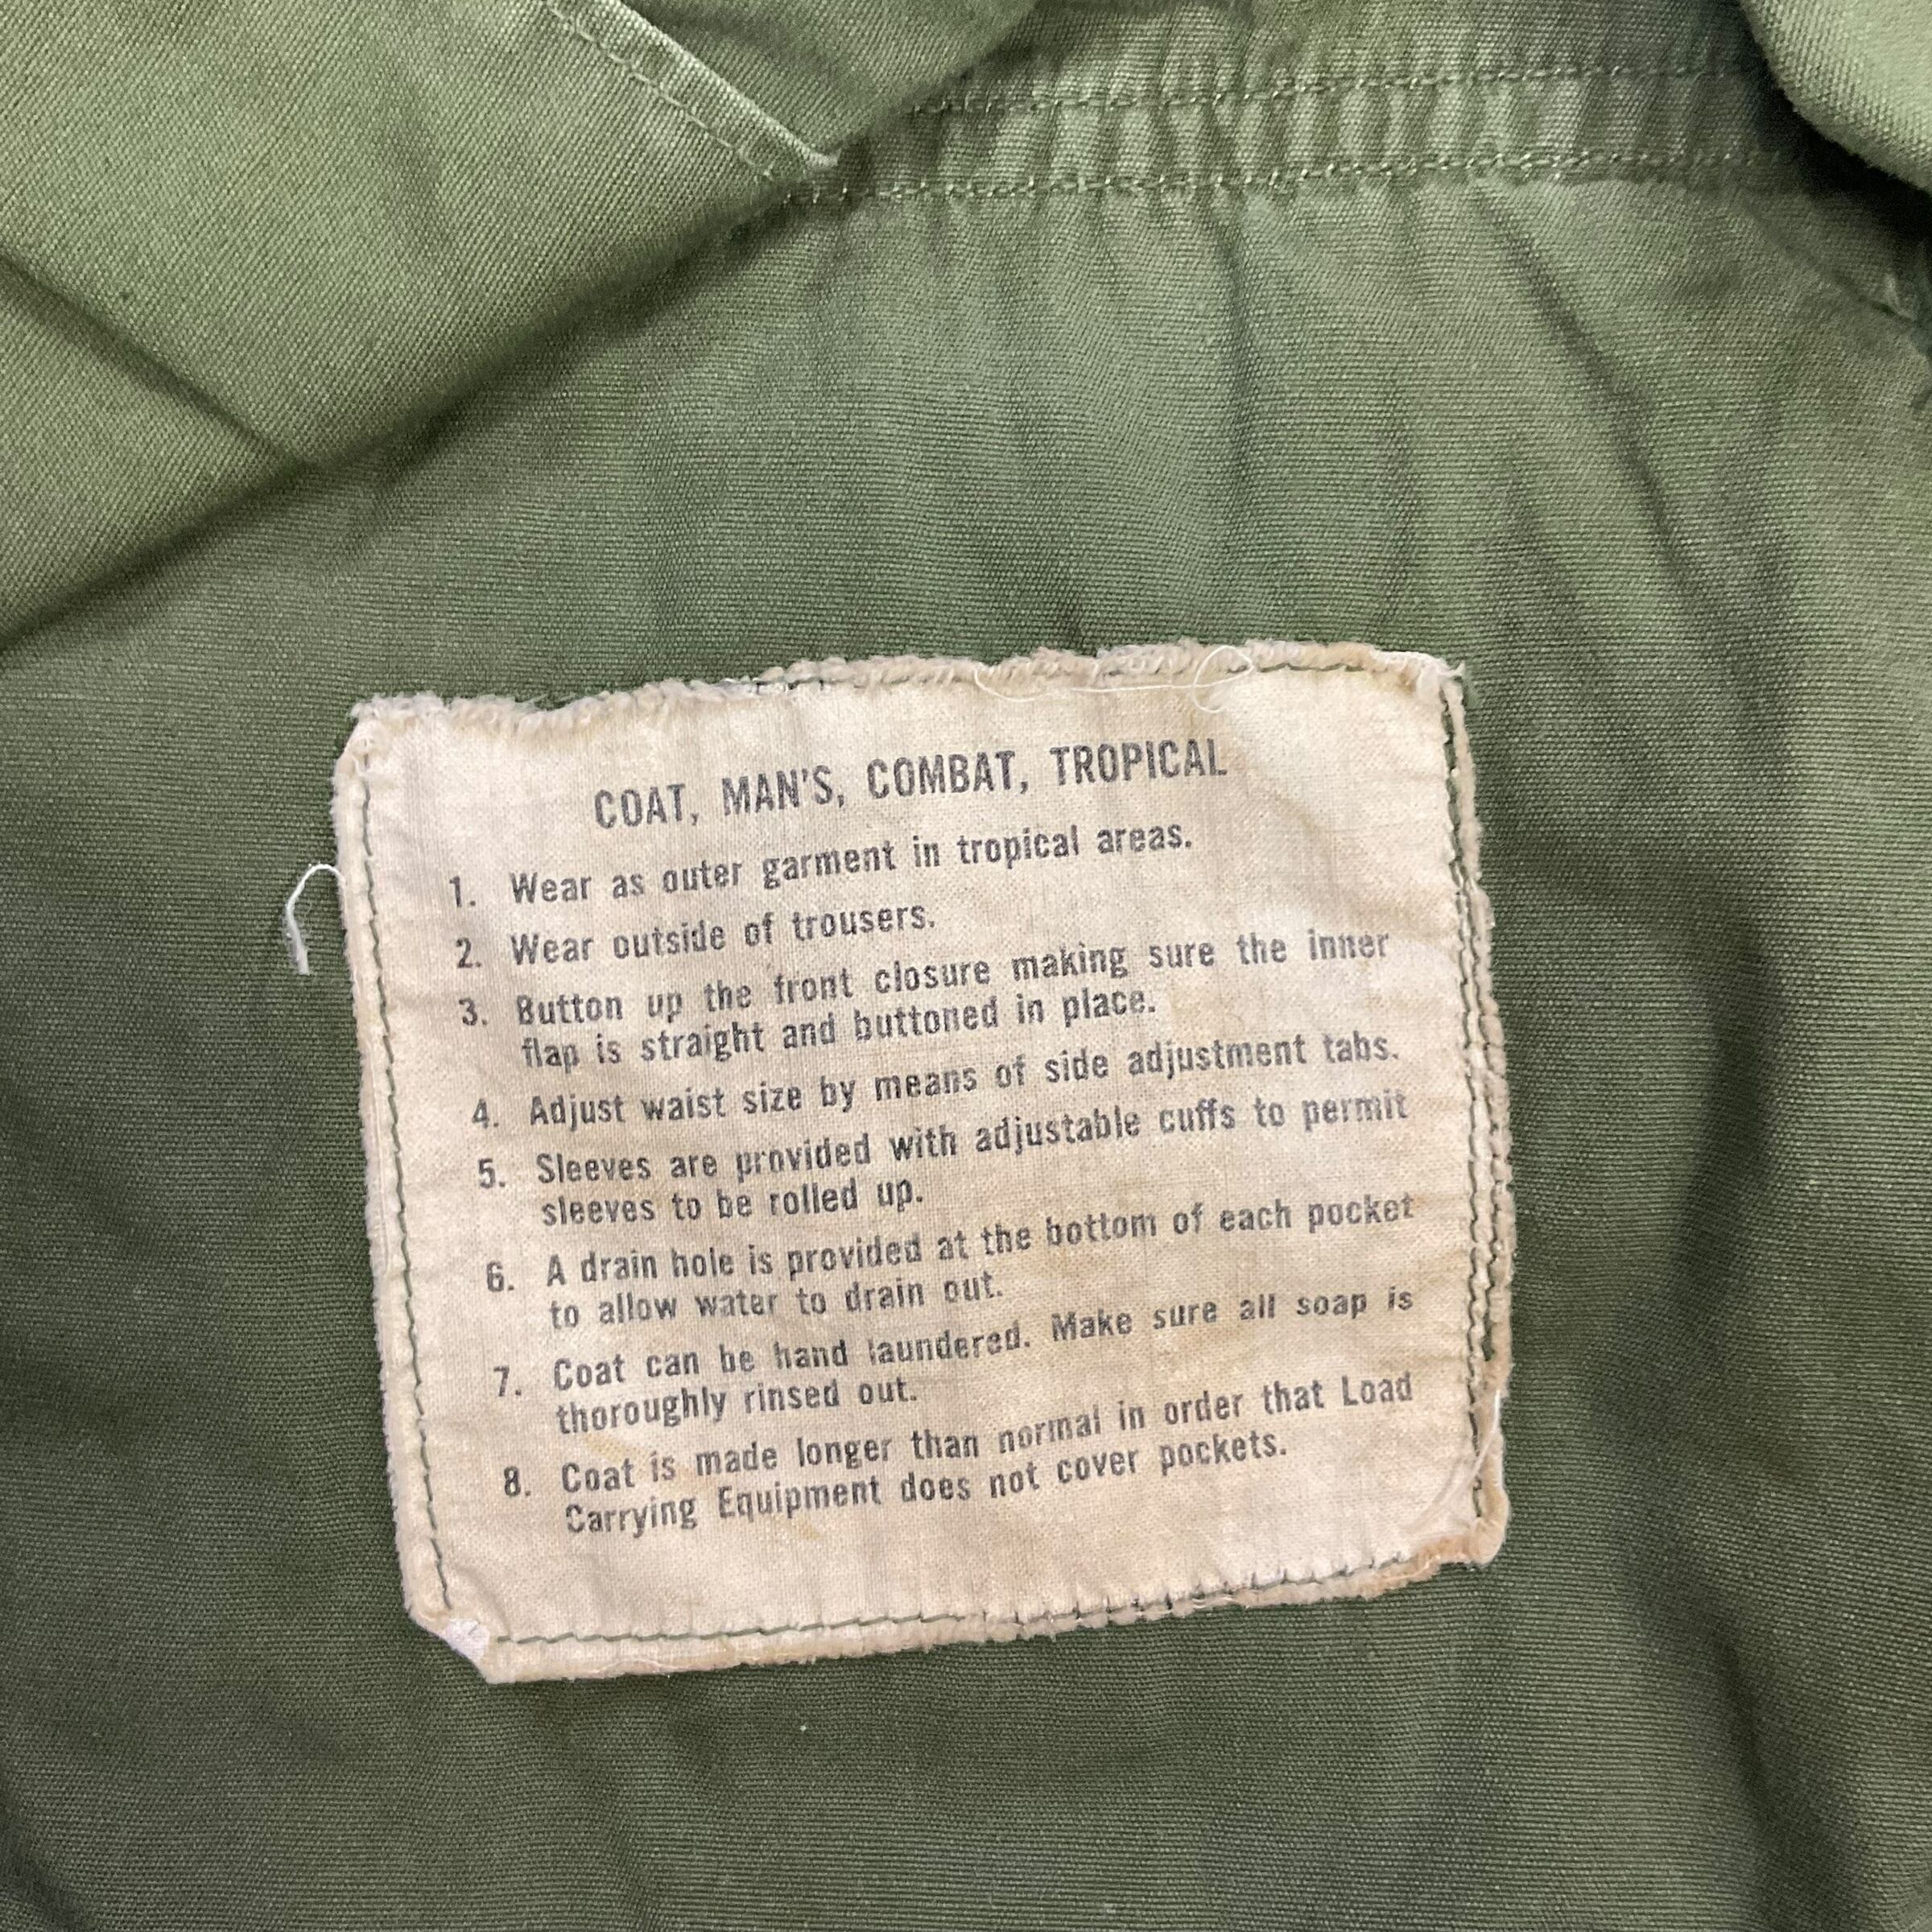 COAT, MAN'S, COMBAT, TROPICAL
1. Wear as outer garment in tropical areas.
2. Wear outside of trousers.
3. Button up the front closure making sure the inner
flap is straight and buttoned in place.
4. Adjust waist size by means of side adjustment tabs.
5. Sleeves are provided with adjustable cuffs to permit
sleeves to be rolled up.
6. A drain hole is provided at the bottom of each pocket
to allow water to drain out.
7. Coat can be hand laundered. Make sure all soap is
thoroughly rinsed out.
8. Coat is made longer than normal in order that Load
Carrying Equipment does not cover pockets.